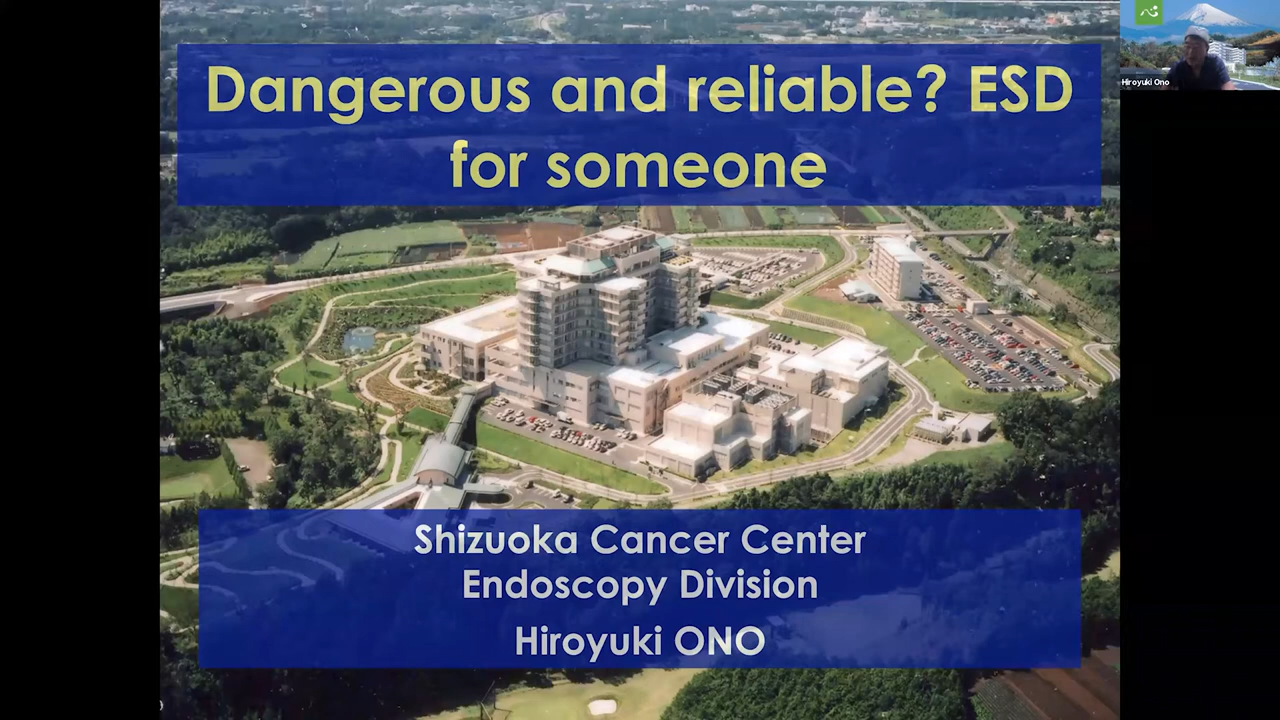 Dangerous and reliable? ESD
for someone
Hiroyuki Ono
Shizuoka Cancer Center
Endoscopy Division
Hiroyuki ONO